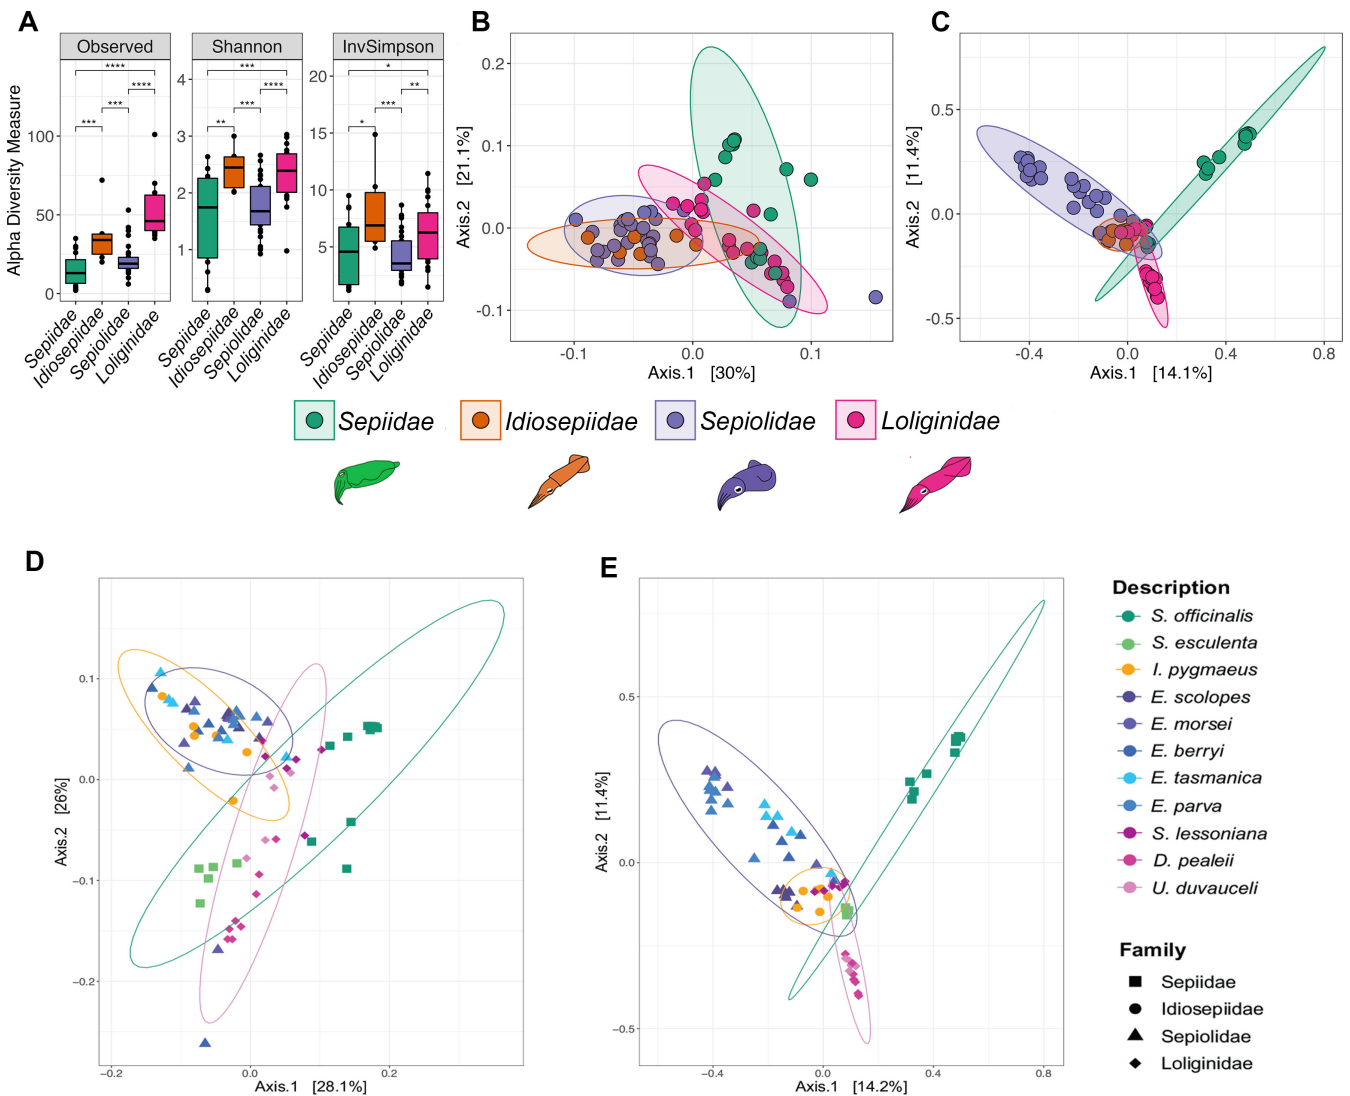 A
Observed
Shannon
InvSimpson
Alpha Diversity Measure
100
50
0
4
3
2
1
20
15
10
5
****
***
***
****
***
**
***
****
*
*
***
**
Sepiidae
Idiosepiidae
Sepiolidae
Loliginidae
Sepiidae
Idiosepiidae
Sepiolidae
Loliginidae
Sepiidae
Idiosepiidae
Sepiolidae
Loliginidae
B
Axis.2 [21.1%]
0.2
0.1
0.0
-0.1
-0.1 0.0 0.1
Axis.1 [30%]
C
Axis.2 [11.4%]
0.5
0.0
-0.5
-0.4 0.0 0.4 0.8
Axis.1 [14.1%]
Sepiidae Idiosepiidae Sepiolidae Loliginidae
D
Axis.2 [26%]
0.1
0.0
−0.1
−0.2
−0.2 0.0 0.2
Axis.1 [28.1%]
E
Axis.2 [11.4%]
0.5
0.0
−0.5
−0.4 0.0 0.4 0.8
Axis.1 [14.2%]
Description
S. officinalis
S. esculenta
I. pygmaeus
E. scolopes
E. morsei
E. berryi
E. tasmanica
E. parva
S. lessoniana
D. pealeii
U. duvauceli
Family
Sepiidae
Idiosepiidae
Sepiolidae
Loliginidae